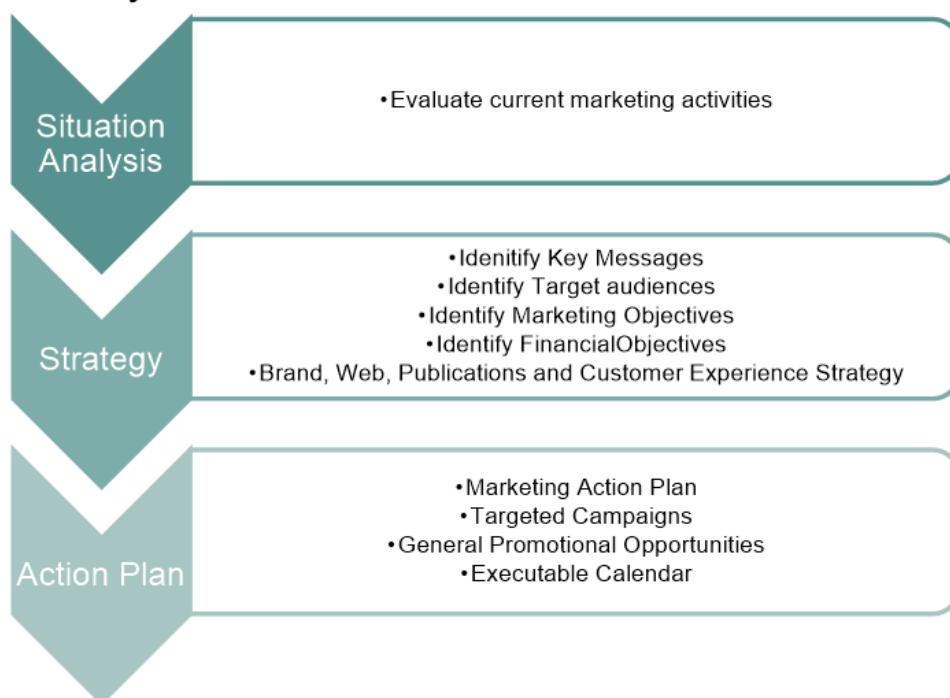 Situation
Analysis
•Evaluate current marketing activities
Strategy
•Idenitify Key Messages
•Identify Target audiences
•Identify Marketing Objectives
•Identify FinancialObjectives
•Brand, Web, Publications and Customer Experience Strategy
Action Plan
•Marketing Action Plan
•Targeted Campaigns
•General Promotional Opportunities
•Executable Calendar